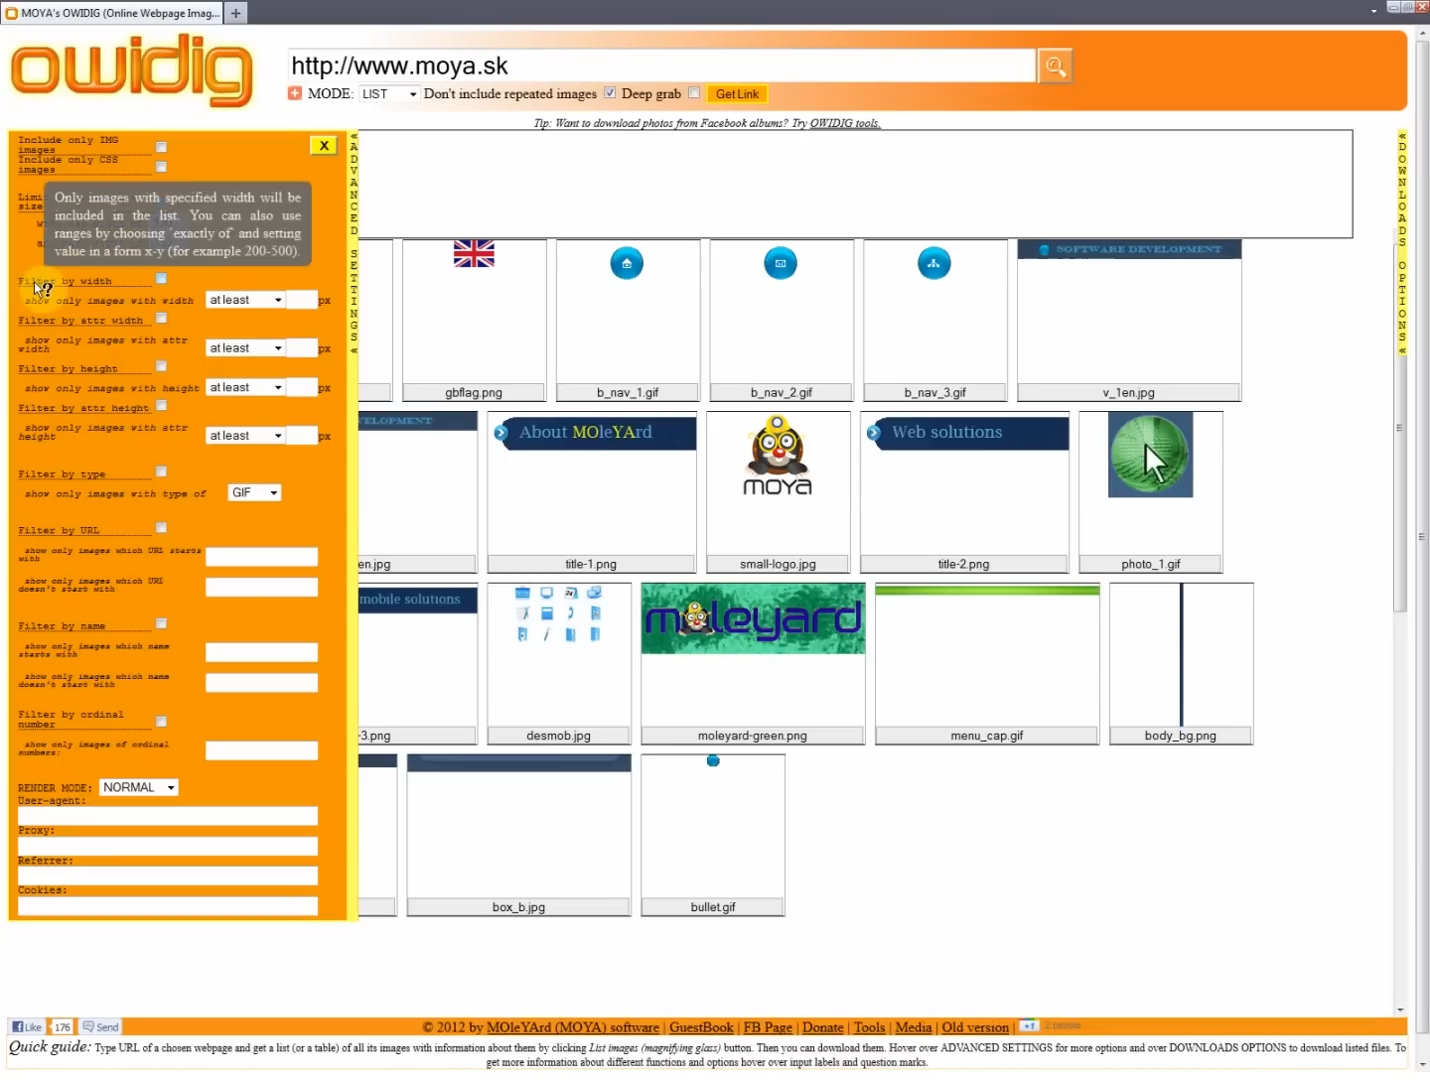 MOYA's OWIDIG (Online Webpage Imag...
owidig
http://www.moya.sk
MODE: LIST Don't include repeated images Deep grab Get Link
Tip: Want to download photos from Facebook albums? Try OWIDIG tools.
Include only IMG
images
X
Include only CSS
images
Only images with specified width will be
included in the list. You can also use
ranges by choosing 'exactly of' and setting
value in a form x-y (for example 200-500).
Filter by width
show only images with width at least px
Filter by attr width
show only images with attr
width at least px
Filter by height
show only images with height at least px
Filter by attr height
show only images with attr
height at least px
Filter by type
show only images with type of GIF
Filter by URL
show only images which URL starts
with
show only images which URL
doesn't start with
Filter by name
show only images which name
starts with
show only images which name
doesn't start with
Filter by ordinal
number
show only images of ordinal
numbers:
RENDER MODE: NORMAL
User-agent:
Proxy:
Referrer:
Cookies:
« ADVANCED SETTINGS «
« DOWNLOADS OPTIONS «
SOFTWARE DEVELOPMENT
gbflag.png b_nav_1.gif b_nav_2.gif b_nav_3.gif v_1en.jpg
About MOleYArd
MOYA
Web solutions
en.jpg title-1.png small-logo.jpg title-2.png photo_1.gif
mobile solutions
moleyard
-3.png desmob.jpg moleyard-green.png menu_cap.gif body_bg.png
box_b.jpg bullet.gif
Like 176 Send © 2012 by MOleYArd (MOYA) software | GuestBook | FB Page | Donate | Tools | Media | Old version | +1
Quick guide: Type URL of a chosen webpage and get a list (or a table) of all its images with information about them by clicking List images (magnifying glass) button. Then you can download them. Hover over ADVANCED SETTINGS for more options and over DOWNLOADS OPTIONS to download listed files. To
get more information about different functions and options hover over input labels and question marks.